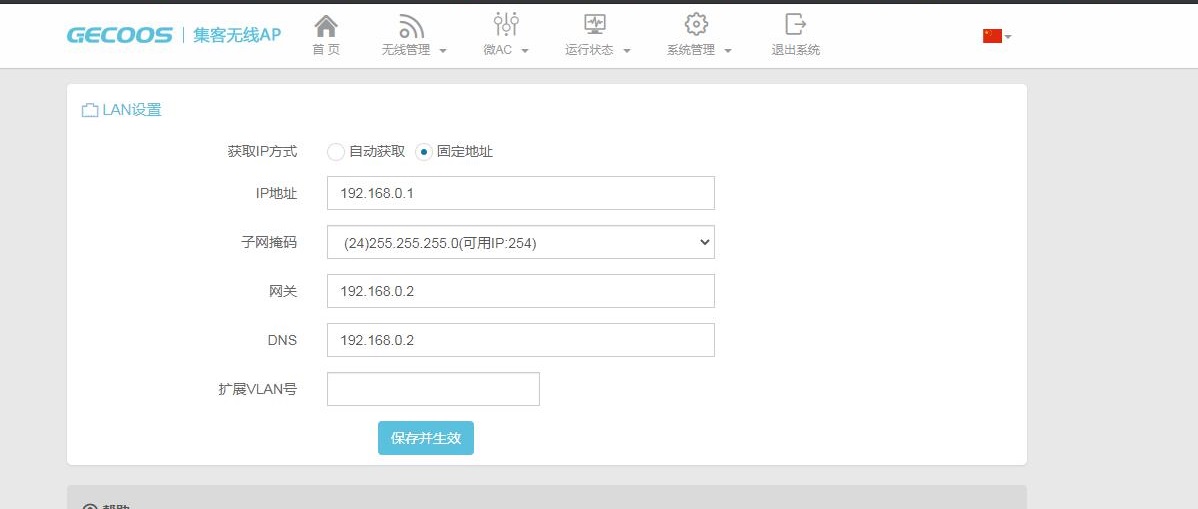 GECOOS | 集客无线AP
首 页
无线管理
微AC
运行状态
系统管理
退出系统
LAN设置
获取IP方式 自动获取 固定地址
IP地址 192.168.0.1
子网掩码 (24)255.255.255.0(可用IP:254)
网关 192.168.0.2
DNS 192.168.0.2
扩展VLAN号
保存并生效
帮助